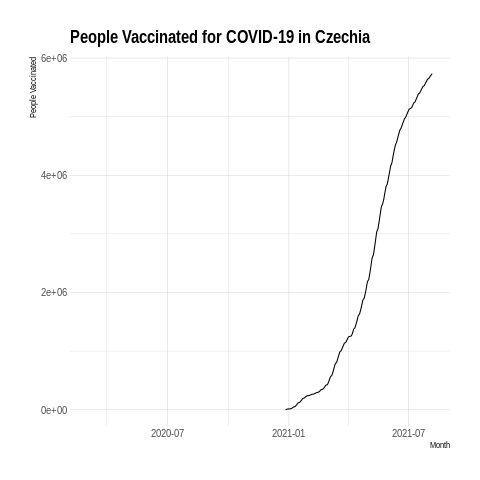 People Vaccinated for COVID-19 in Czechia
People Vaccinated
6e+06
4e+06
2e+06
0e+00
2020-07
2021-01
2021-07
Month